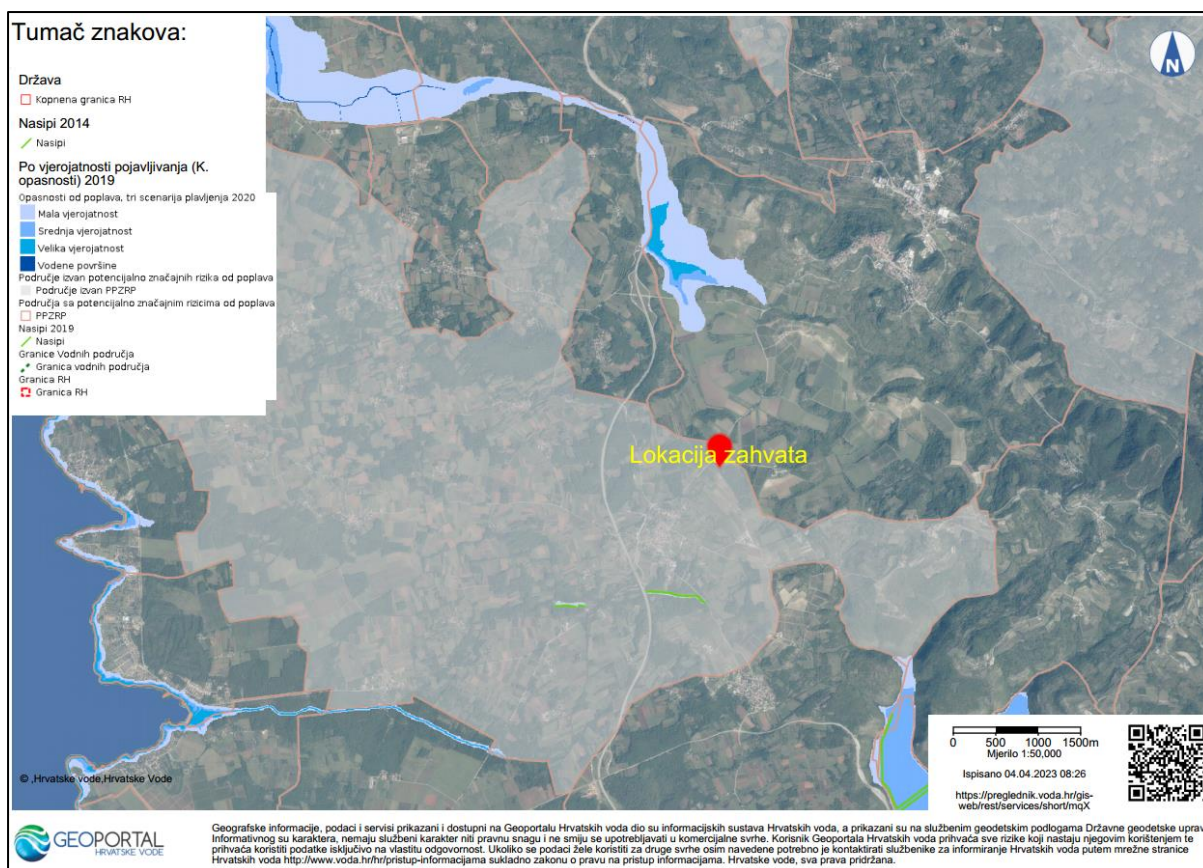 Tumač znakova:
Država
Kopnena granica RH
Nasipi 2014
Nasipi
Po vjerojatnosti pojavljivanja (K.
opasnosti) 2019
Opasnosti od poplava, tri scenarija plavljenja 2020
Mala vjerojatnost
Srednja vjerojatnost
Velika vjerojatnost
Vodene površine
Područje izvan potencijalno značajnih rizika od poplava
Područje izvan PPZRP
Područja sa potencijalno značajnim rizicima od poplava
PPZRP
Nasipi 2019
Nasipi
Granice Vodnih područja
Granica vodnih područja
Granica RH
Granica RH
N
Lokacija zahvata
0 500 1000 1500m
Mjerilo 1:50,000
Ispisano 04.04.2023 08:26
https://preglednik.voda.hr/gis-
web/rest/services/short/mqX
© ,Hrvatske vode,Hrvatske Vode
GEOPORTAL
HRVATSKE VODE
Geografske informacije, podaci i servisi prikazani i dostupni na Geoportalu Hrvatskih voda dio su informacijskih sustava Hrvatskih voda, a prikazani su na službenim geodetskim podlogama Državne geodetske uprav
Informativnog su karaktera, nemaju službeni karakter niti pravnu snagu i ne smiju se upotrebljavati u komercijalne svrhe. Korisnik Geoportala Hrvatskih voda prihvaća sve rizike koji nastaju njegovim korištenjem te
prihvaća koristiti podatke isključivo na vlastitu odgovornost. Ukoliko se podaci žele koristiti za druge svrhe osim navedene potrebno je kontaktirati službenike za informiranje Hrvatskih voda putem mrežne stranice
Hrvatskih voda http://www.voda.hr/hr/pristup-informacijama sukladno zakonu o pravu na pristup informacijama. Hrvatske vode, sva prava pridržana.